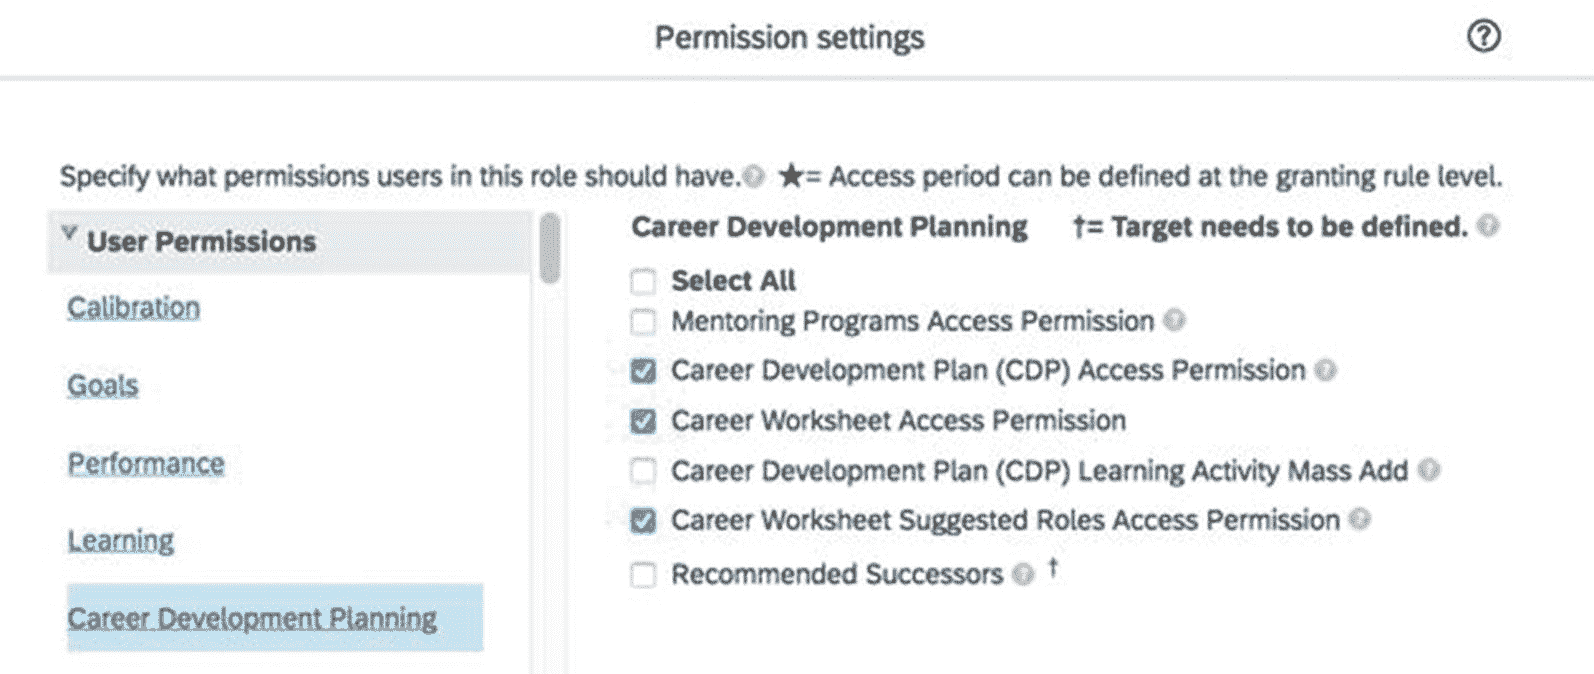 Permission settings
Specify what permissions users in this role should have. ★= Access period can be defined at the granting rule level.
User Permissions
Calibration
Goals
Performance
Learning
Career Development Planning
Career Development Planning †= Target needs to be defined.
Select All
Mentoring Programs Access Permission
Career Development Plan (CDP) Access Permission
Career Worksheet Access Permission
Career Development Plan (CDP) Learning Activity Mass Add
Career Worksheet Suggested Roles Access Permission
Recommended Successors †